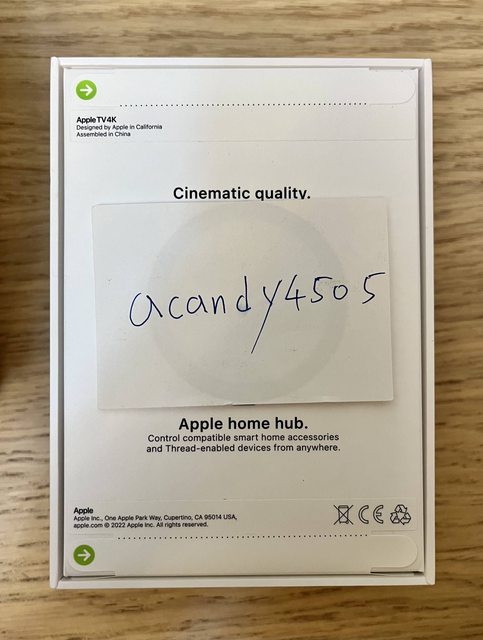 Apple TV 4K
Designed by Apple in California
Assembled in China
Cinematic quality.
acandy4505
Apple home hub.
Control compatible smart home accessories
and Thread-enabled devices from anywhere.
Apple
Apple Inc., One Apple Park Way, Cupertino, CA 95014 USA,
apple.com © 2022 Apple Inc. All rights reserved.
CE